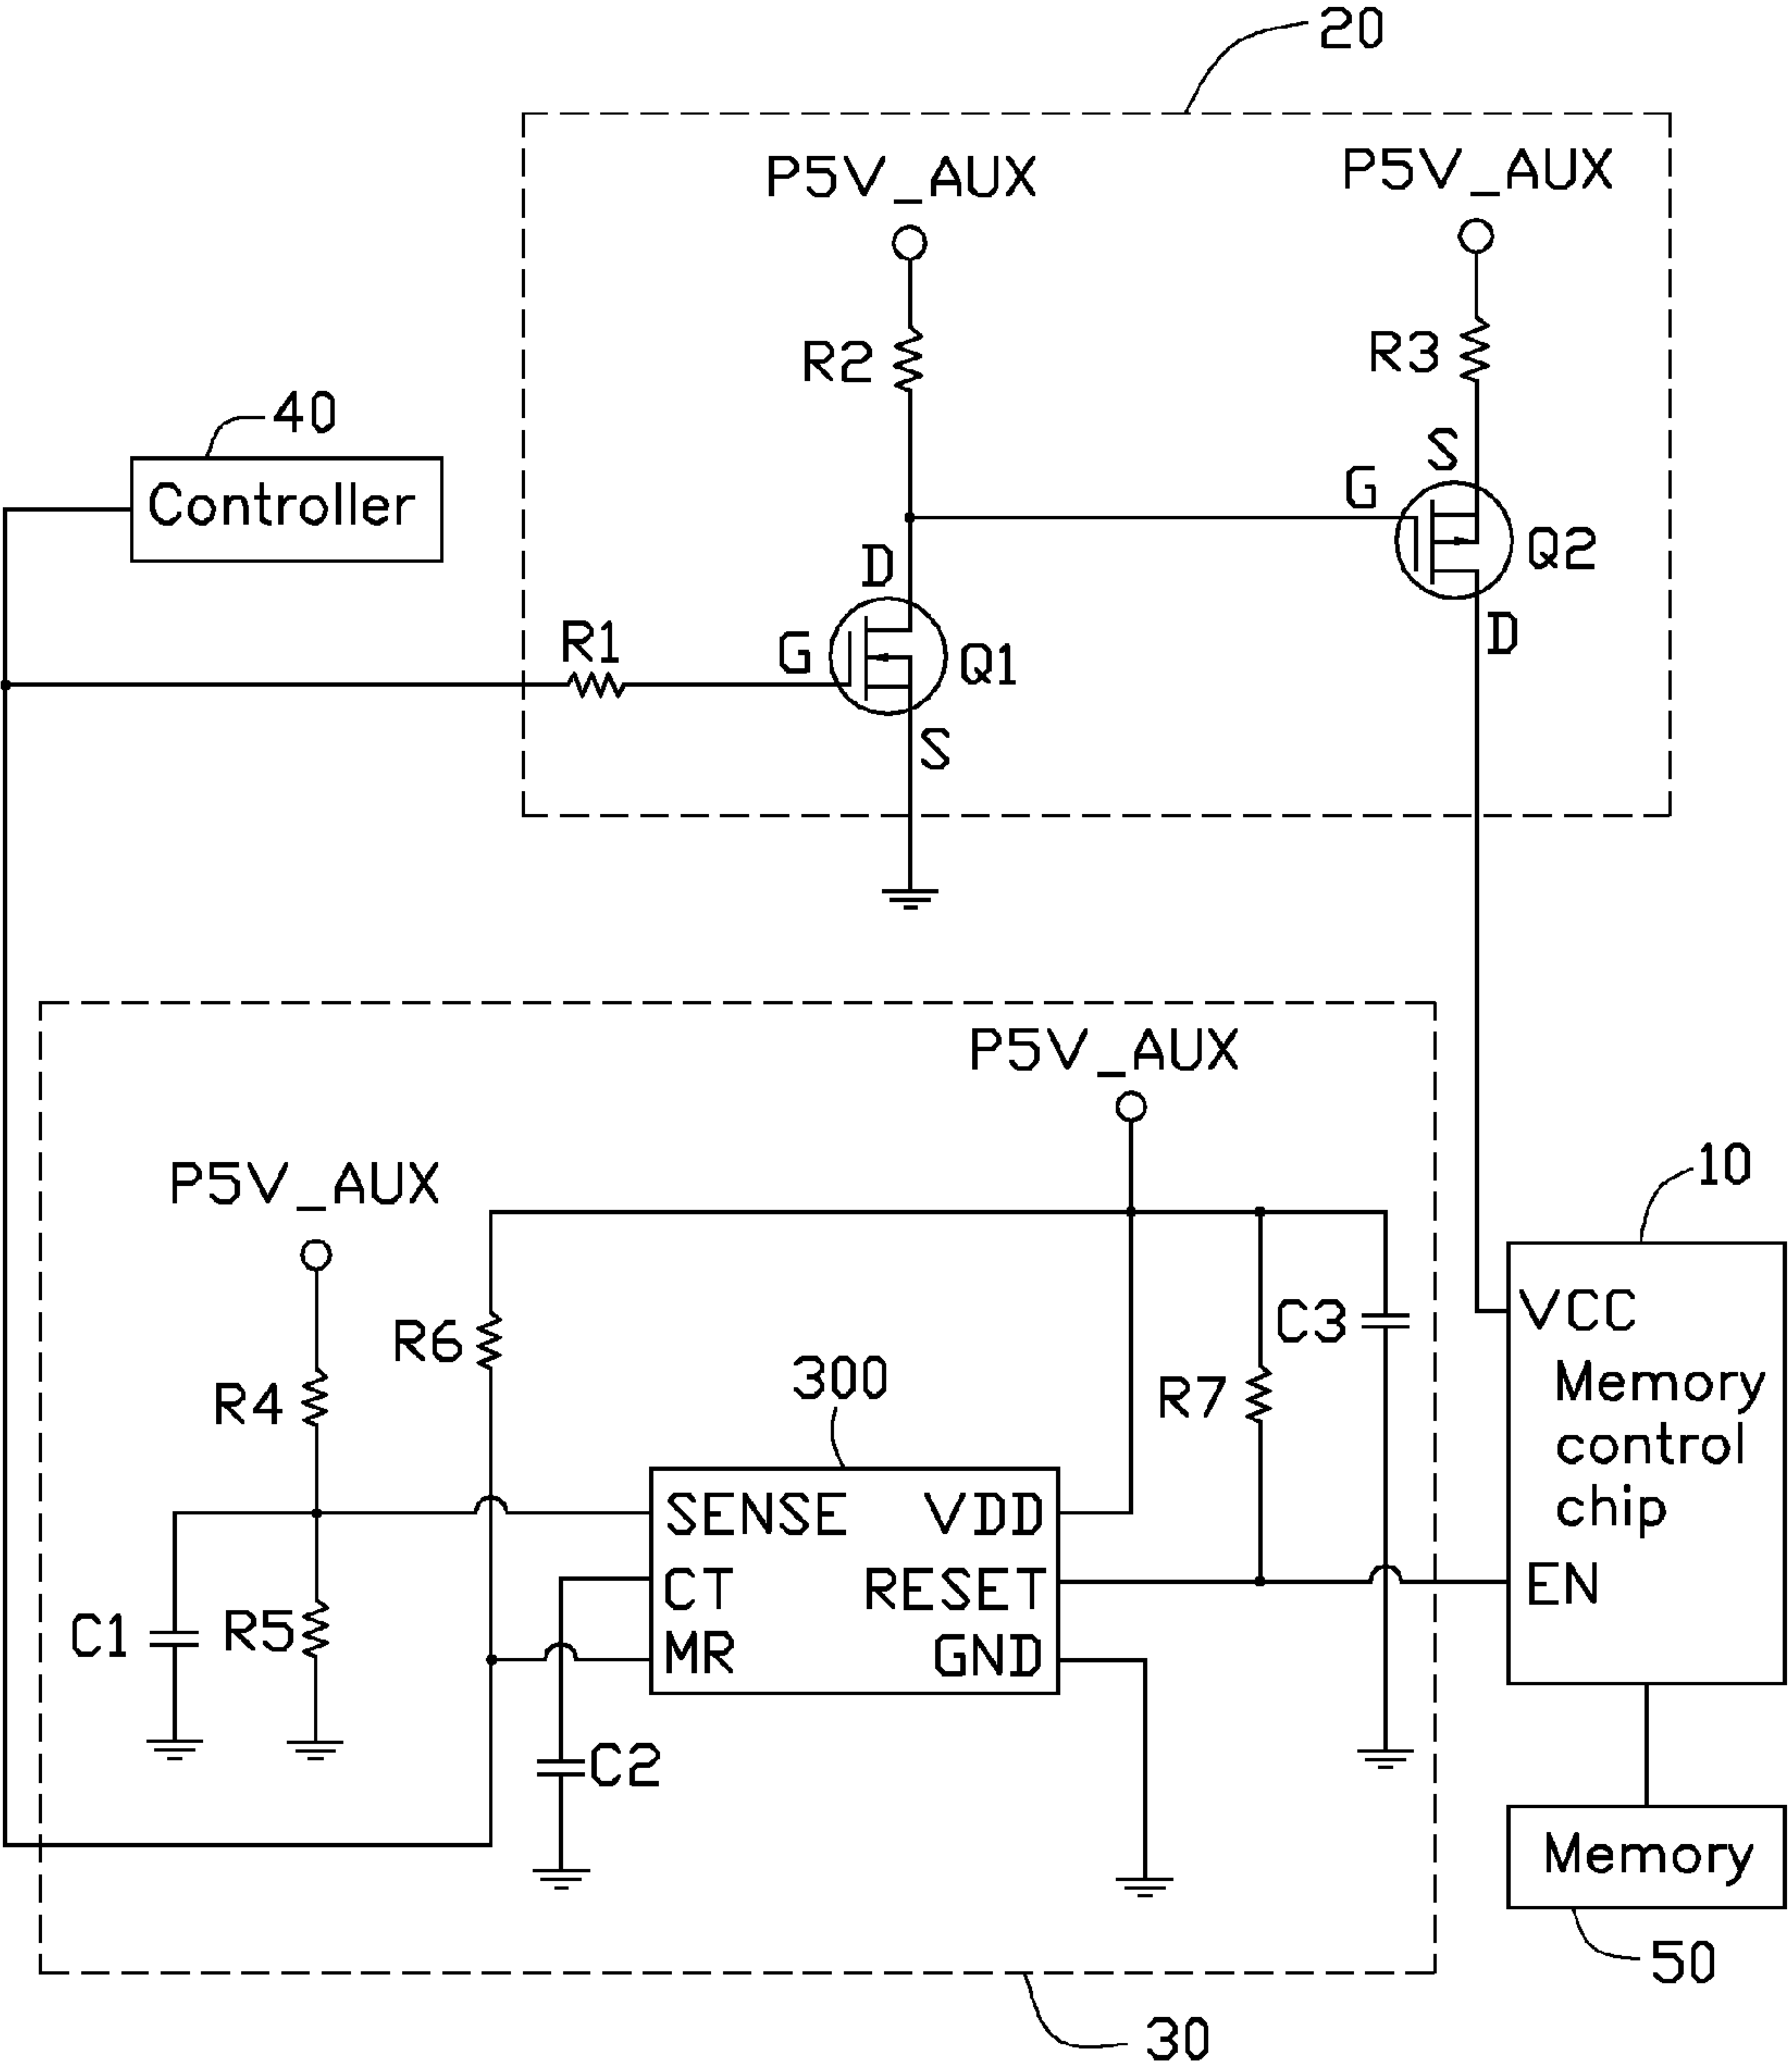 20
P5V_AUX
P5V_AUX
R2
R3
40
Controller
S
G
Q2
D
D
R1
G
Q1
S
P5V_AUX
P5V_AUX
10
R6
C3
VCC
R4
300
R7
Memory
control
chip
SENSE
VDD
CT
RESET
EN
C1
R5
MR
GND
C2
Memory
50
30